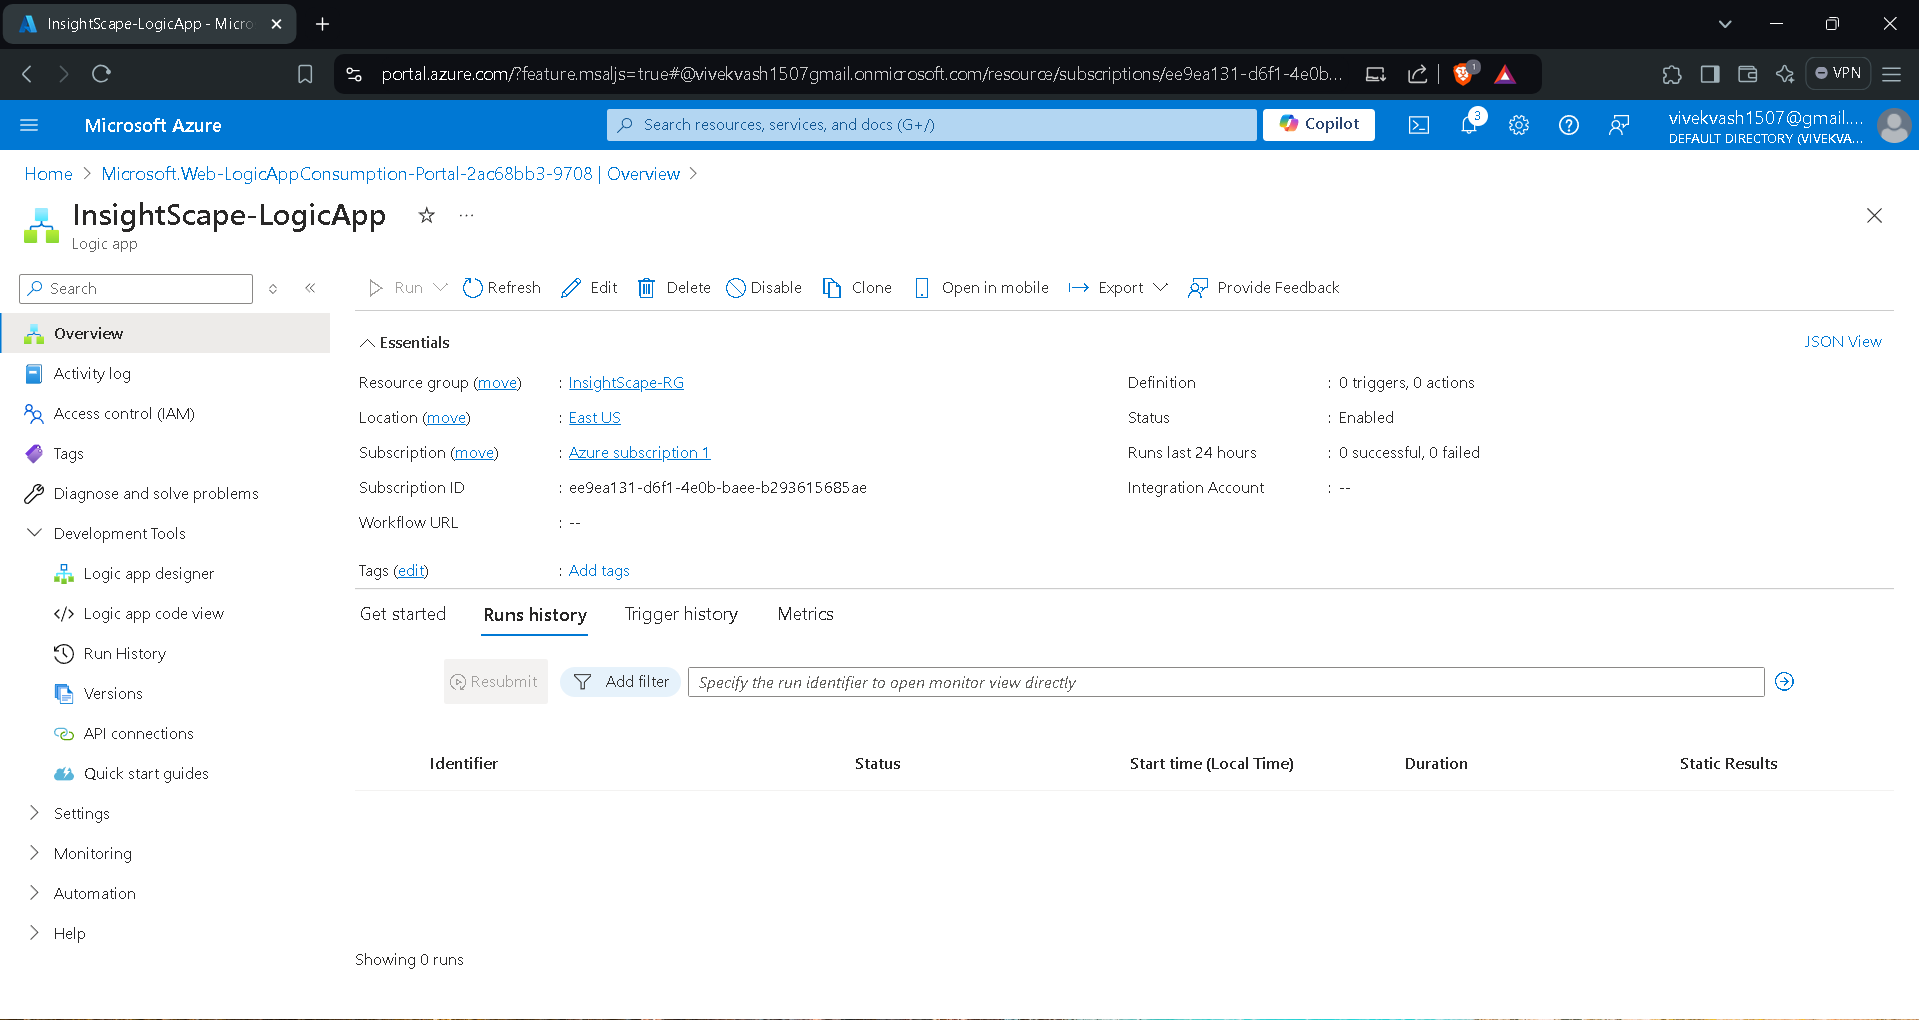 InsightScape-LogicApp - Micro
portal.azure.com/?feature.msaljs=true#@vivekvash1507gmail.onmicrosoft.com/resource/subscriptions/ee9ea131-d6f1-4e0b...
1
VPN
Microsoft Azure
Search resources, services, and docs (G+/)
Copilot
3
vivekvash1507@gmail....
DEFAULT DIRECTORY (VIVEKVA...
Home > Microsoft.Web-LogicAppConsumption-Portal-2ac68bb3-9708 | Overview >
InsightScape-LogicApp
Logic app
Search
Run
Refresh
Edit
Delete
Disable
Clone
Open in mobile
Export
Provide Feedback
Overview
Activity log
Access control (IAM)
Tags
Diagnose and solve problems
Development Tools
Logic app designer
Logic app code view
Run History
Versions
API connections
Quick start guides
Settings
Monitoring
Automation
Help
Essentials
JSON View
Resource group (move) : InsightScape-RG
Location (move) : East US
Subscription (move) : Azure subscription 1
Subscription ID : ee9ea131-d6f1-4e0b-baee-b293615685ae
Workflow URL : --
Definition : 0 triggers, 0 actions
Status : Enabled
Runs last 24 hours : 0 successful, 0 failed
Integration Account : --
Tags (edit) : Add tags
Get started Runs history Trigger history Metrics
Resubmit Add filter Specify the run identifier to open monitor view directly
Identifier Status Start time (Local Time) Duration Static Results
Showing 0 runs